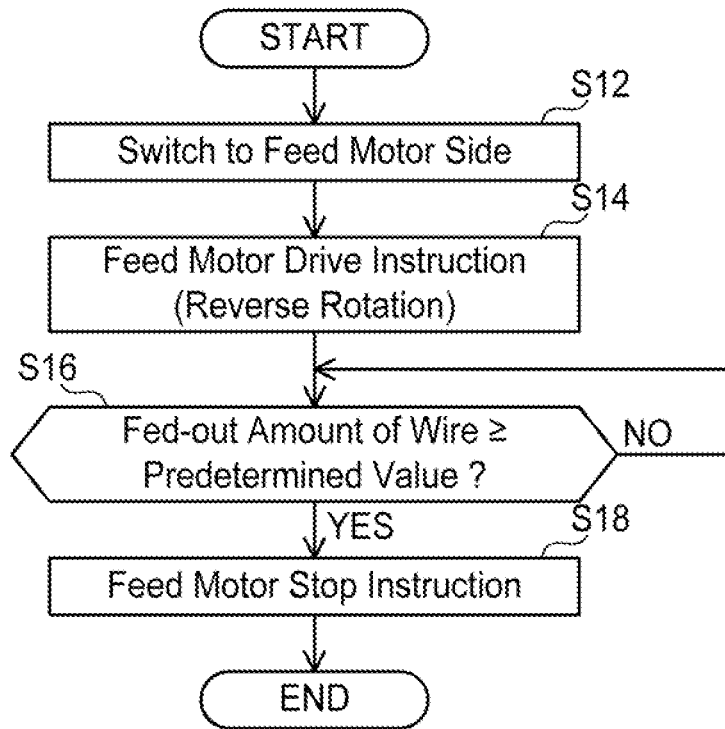 START
S12
Switch to Feed Motor Side
S14
Feed Motor Drive Instruction
(Reverse Rotation)
S16
Fed-out Amount of Wire ≥
Predetermined Value ?
NO
YES
S18
Feed Motor Stop Instruction
END